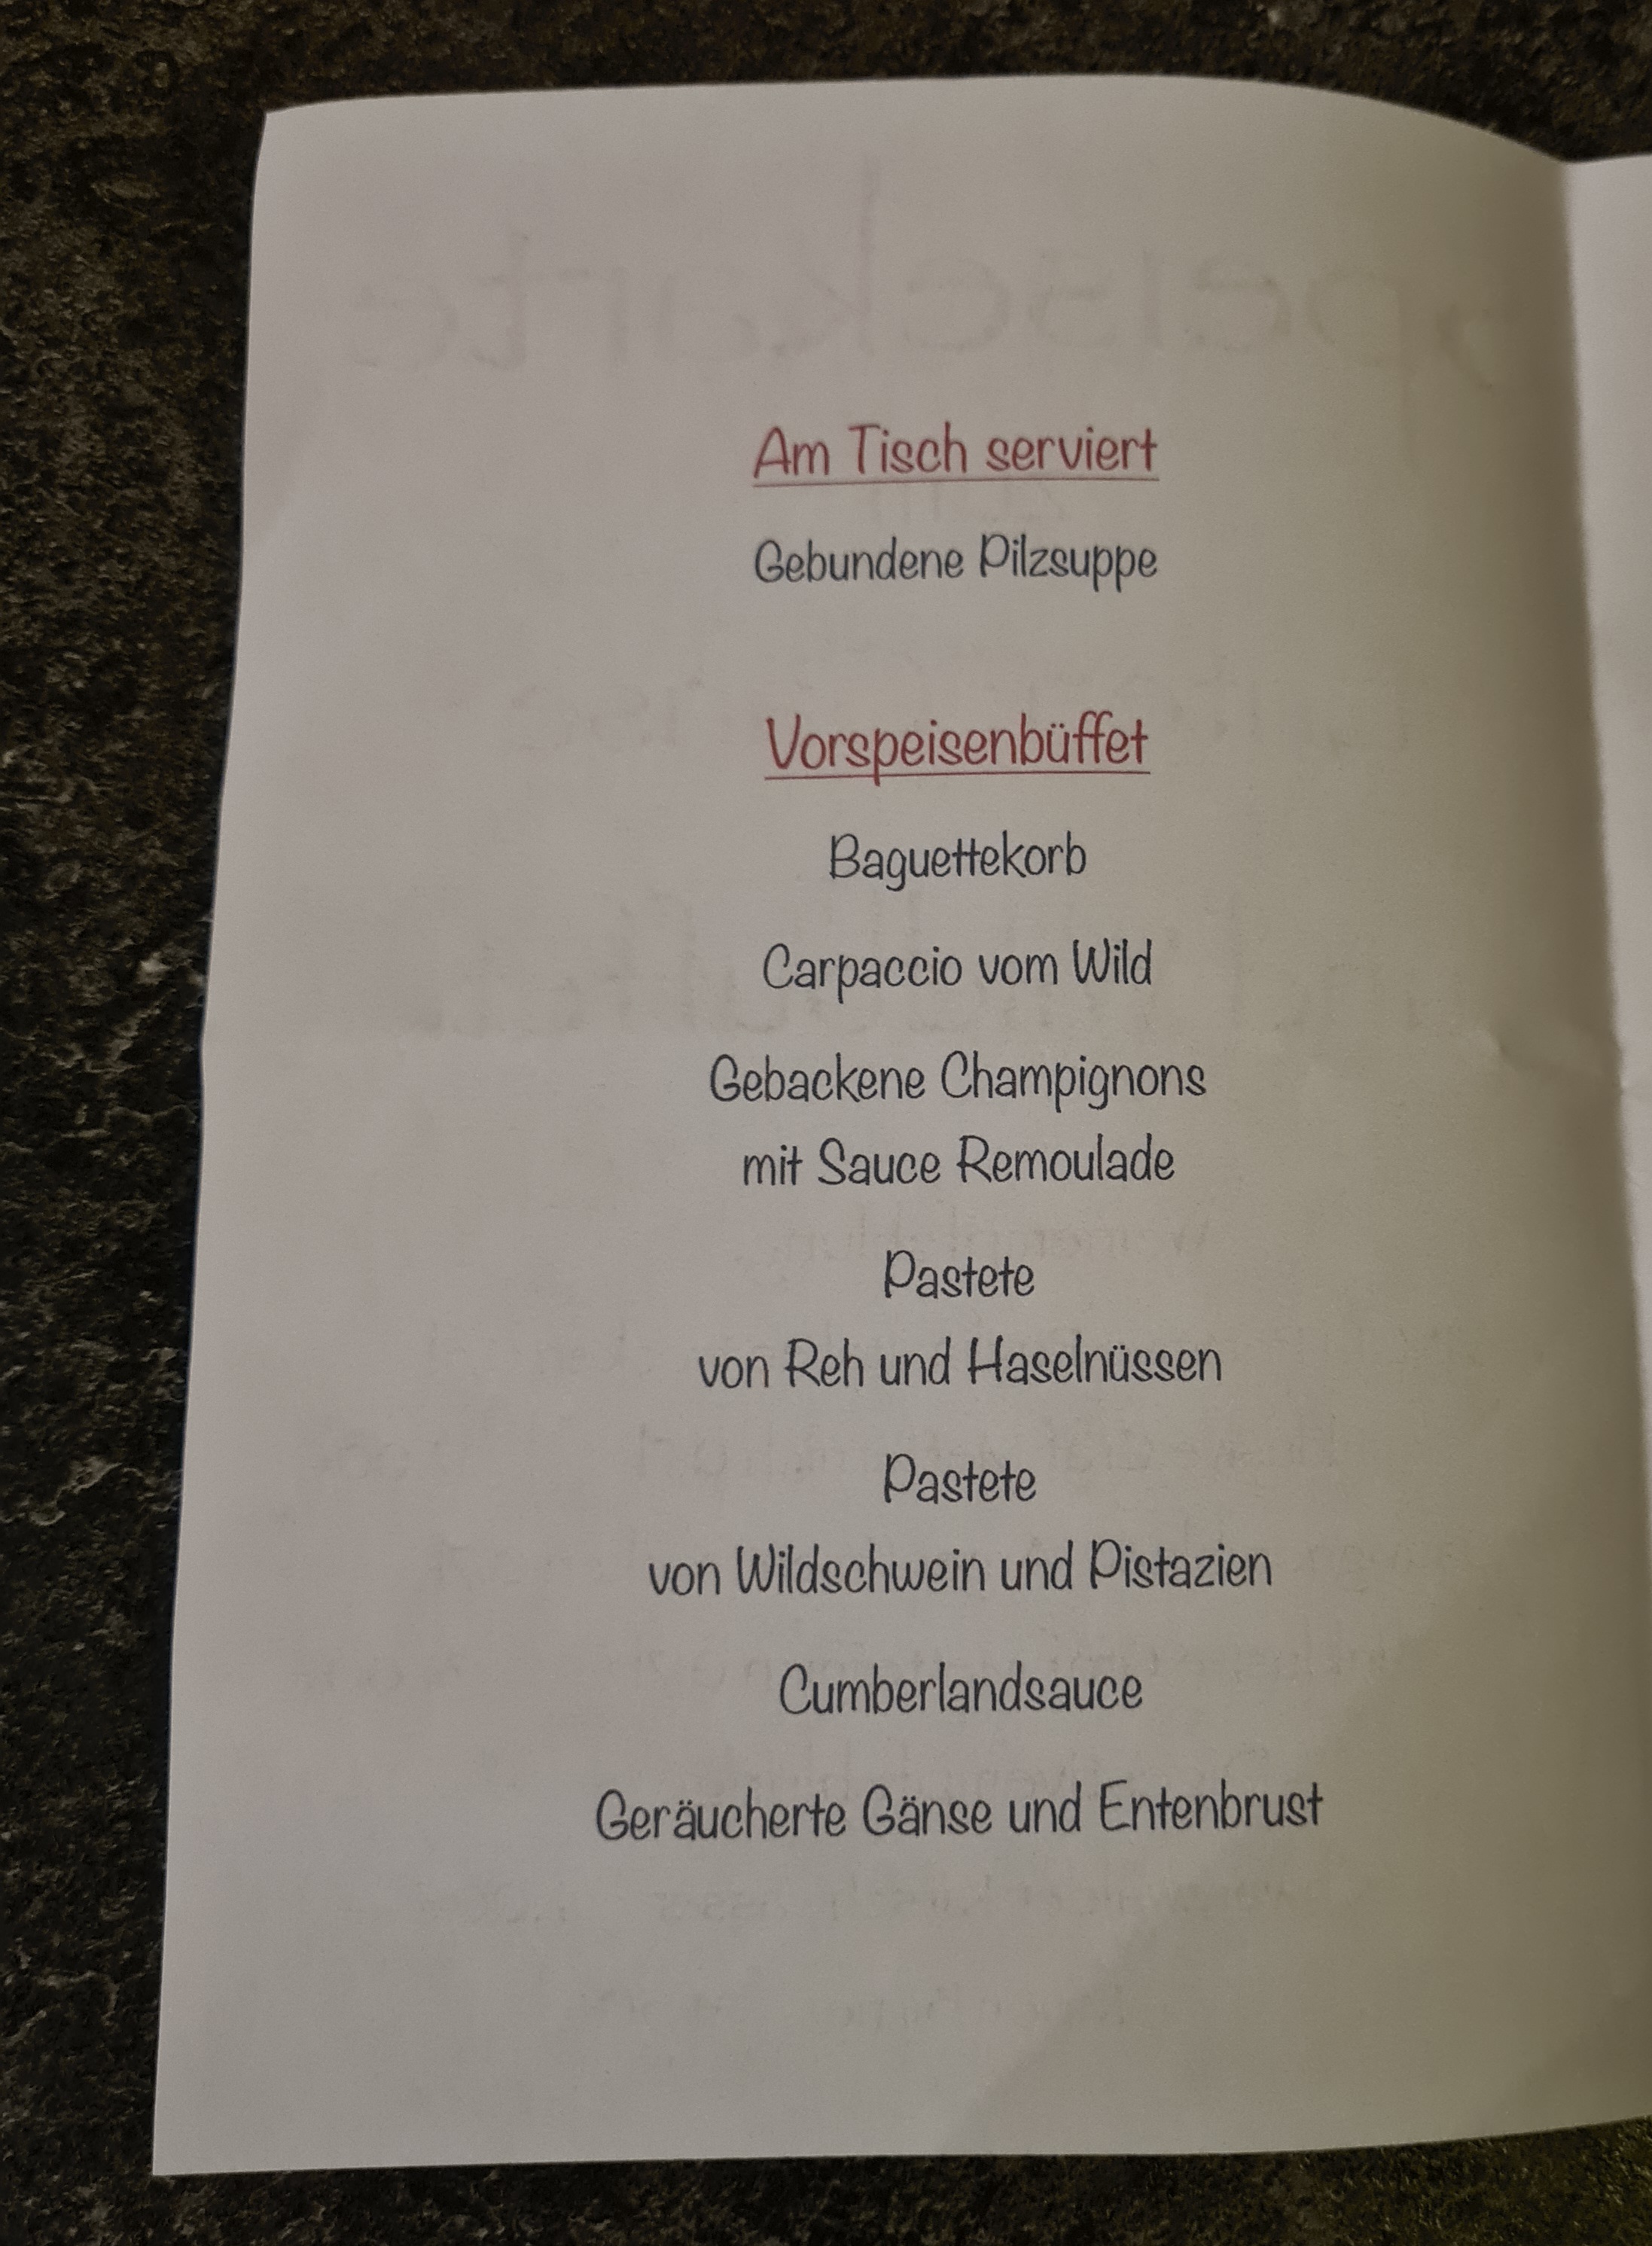 Am Tisch serviert
Gebundene Pilzsuppe
Vorspeisenbüffet
Baguettekorb
Carpaccio vom Wild
Gebackene Champignons
mit Sauce Remoulade
Pastete
von Reh und Haselnüssen
Pastete
von Wildschwein und Pistazien
Cumberlandsauce
Geräucherte Gänse und Entenbrust